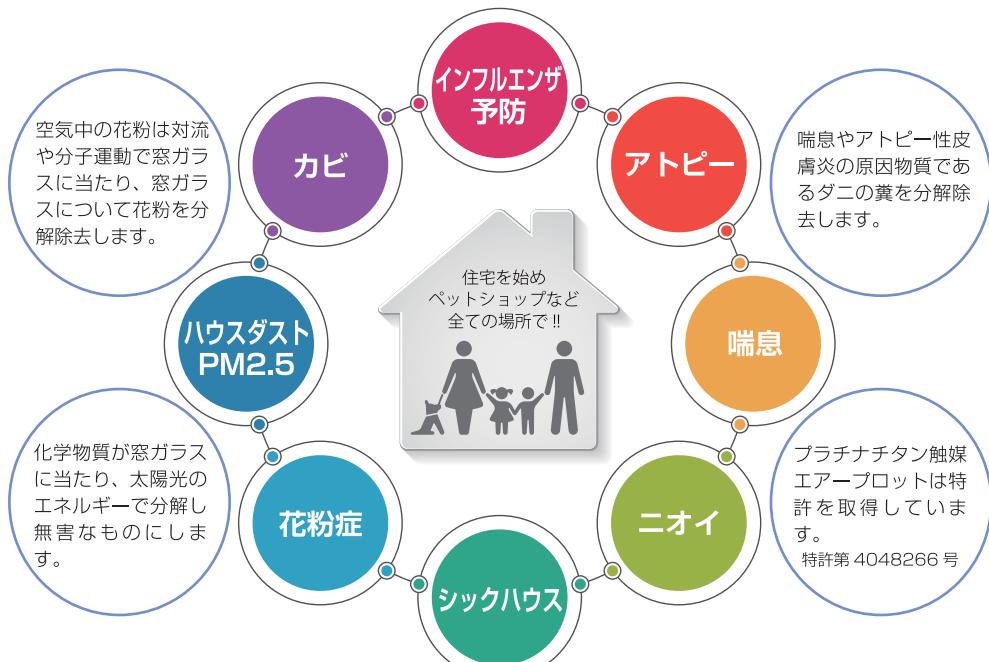 インフルエンザ
予防
カビ
アトピー
空気中の花粉は対流
や分子運動で窓ガラ
スに当たり、窓ガラ
スについて花粉を分
解除去します。
喘息やアトピー性皮
膚炎の原因物質であ
るダニの糞を分解除
去します。
住宅を始め
ペットショップなど
全ての場所で!!
ハウスダスト
PM2.5
喘息
化学物質が窓ガラス
に当たり、太陽光の
エネルギーで分解し
無害なものにしま
す。
プラチナチタン触媒
エアープロットは特
許を取得していま
す。
特許第 4048266 号
花粉症
ニオイ
シックハウス